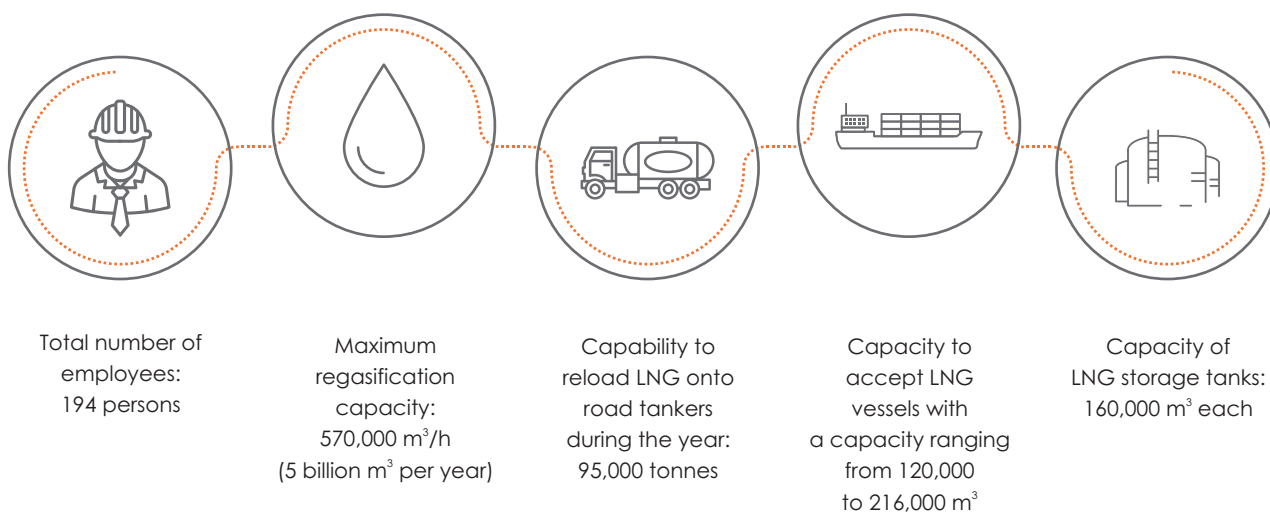 Total number of
employees:
194 persons
Maximum
regasification
capacity:
570,000 m³/h
(5 billion m³ per year)
Capability to
reload LNG onto
road tankers
during the year:
95,000 tonnes
Capacity to
accept LNG
vessels with
a capacity ranging
from 120,000
to 216,000 m³
Capacity of
LNG storage tanks:
160,000 m³ each